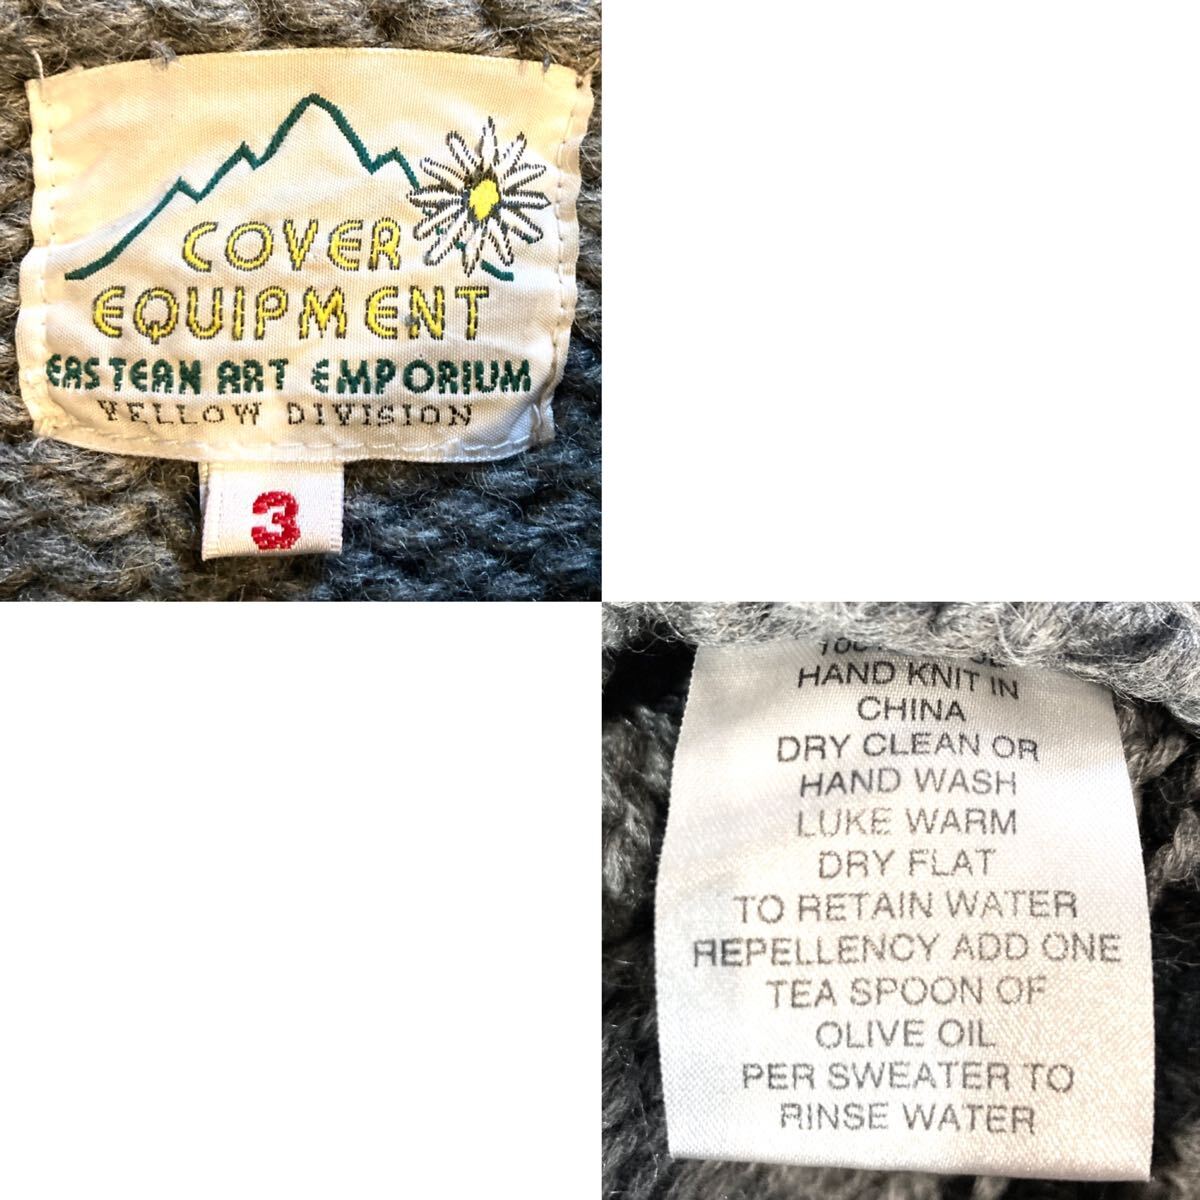 COVER
EQUIPMENT
EASTERN ART EMPORIUM
YELLOW DIVISION
3
HAND KNIT IN
CHINA
DRY CLEAN OR
HAND WASH
LUKE WARM
DRY FLAT
TO RETAIN WATER
REPELLENCY ADD ONE
TEA SPOON OF
OLIVE OIL
PER SWEATER TO
RINSE WATER